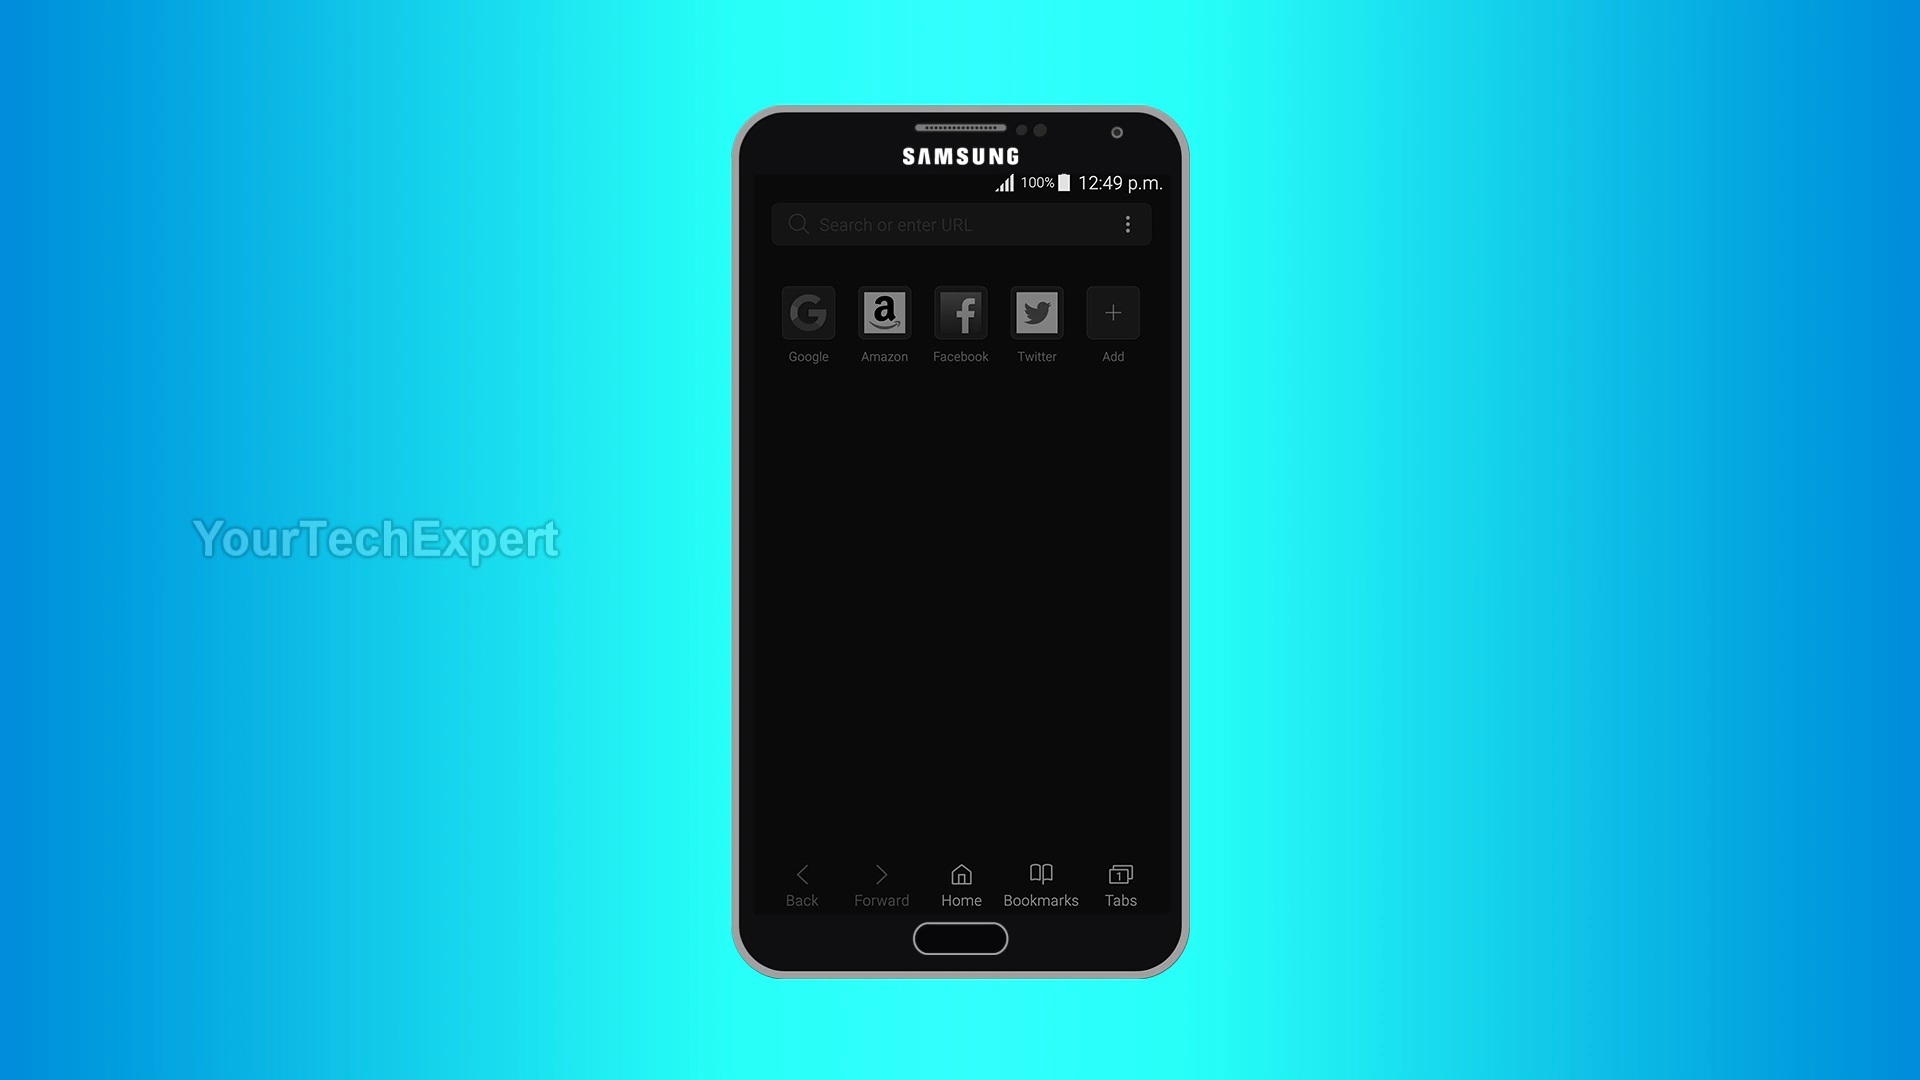 SAMSUNG
100% 12:49 p.m.
Search or enter URL
Google Amazon Facebook Twitter Add
YourTechExpert
Back Forward Home Bookmarks 1 Tabs